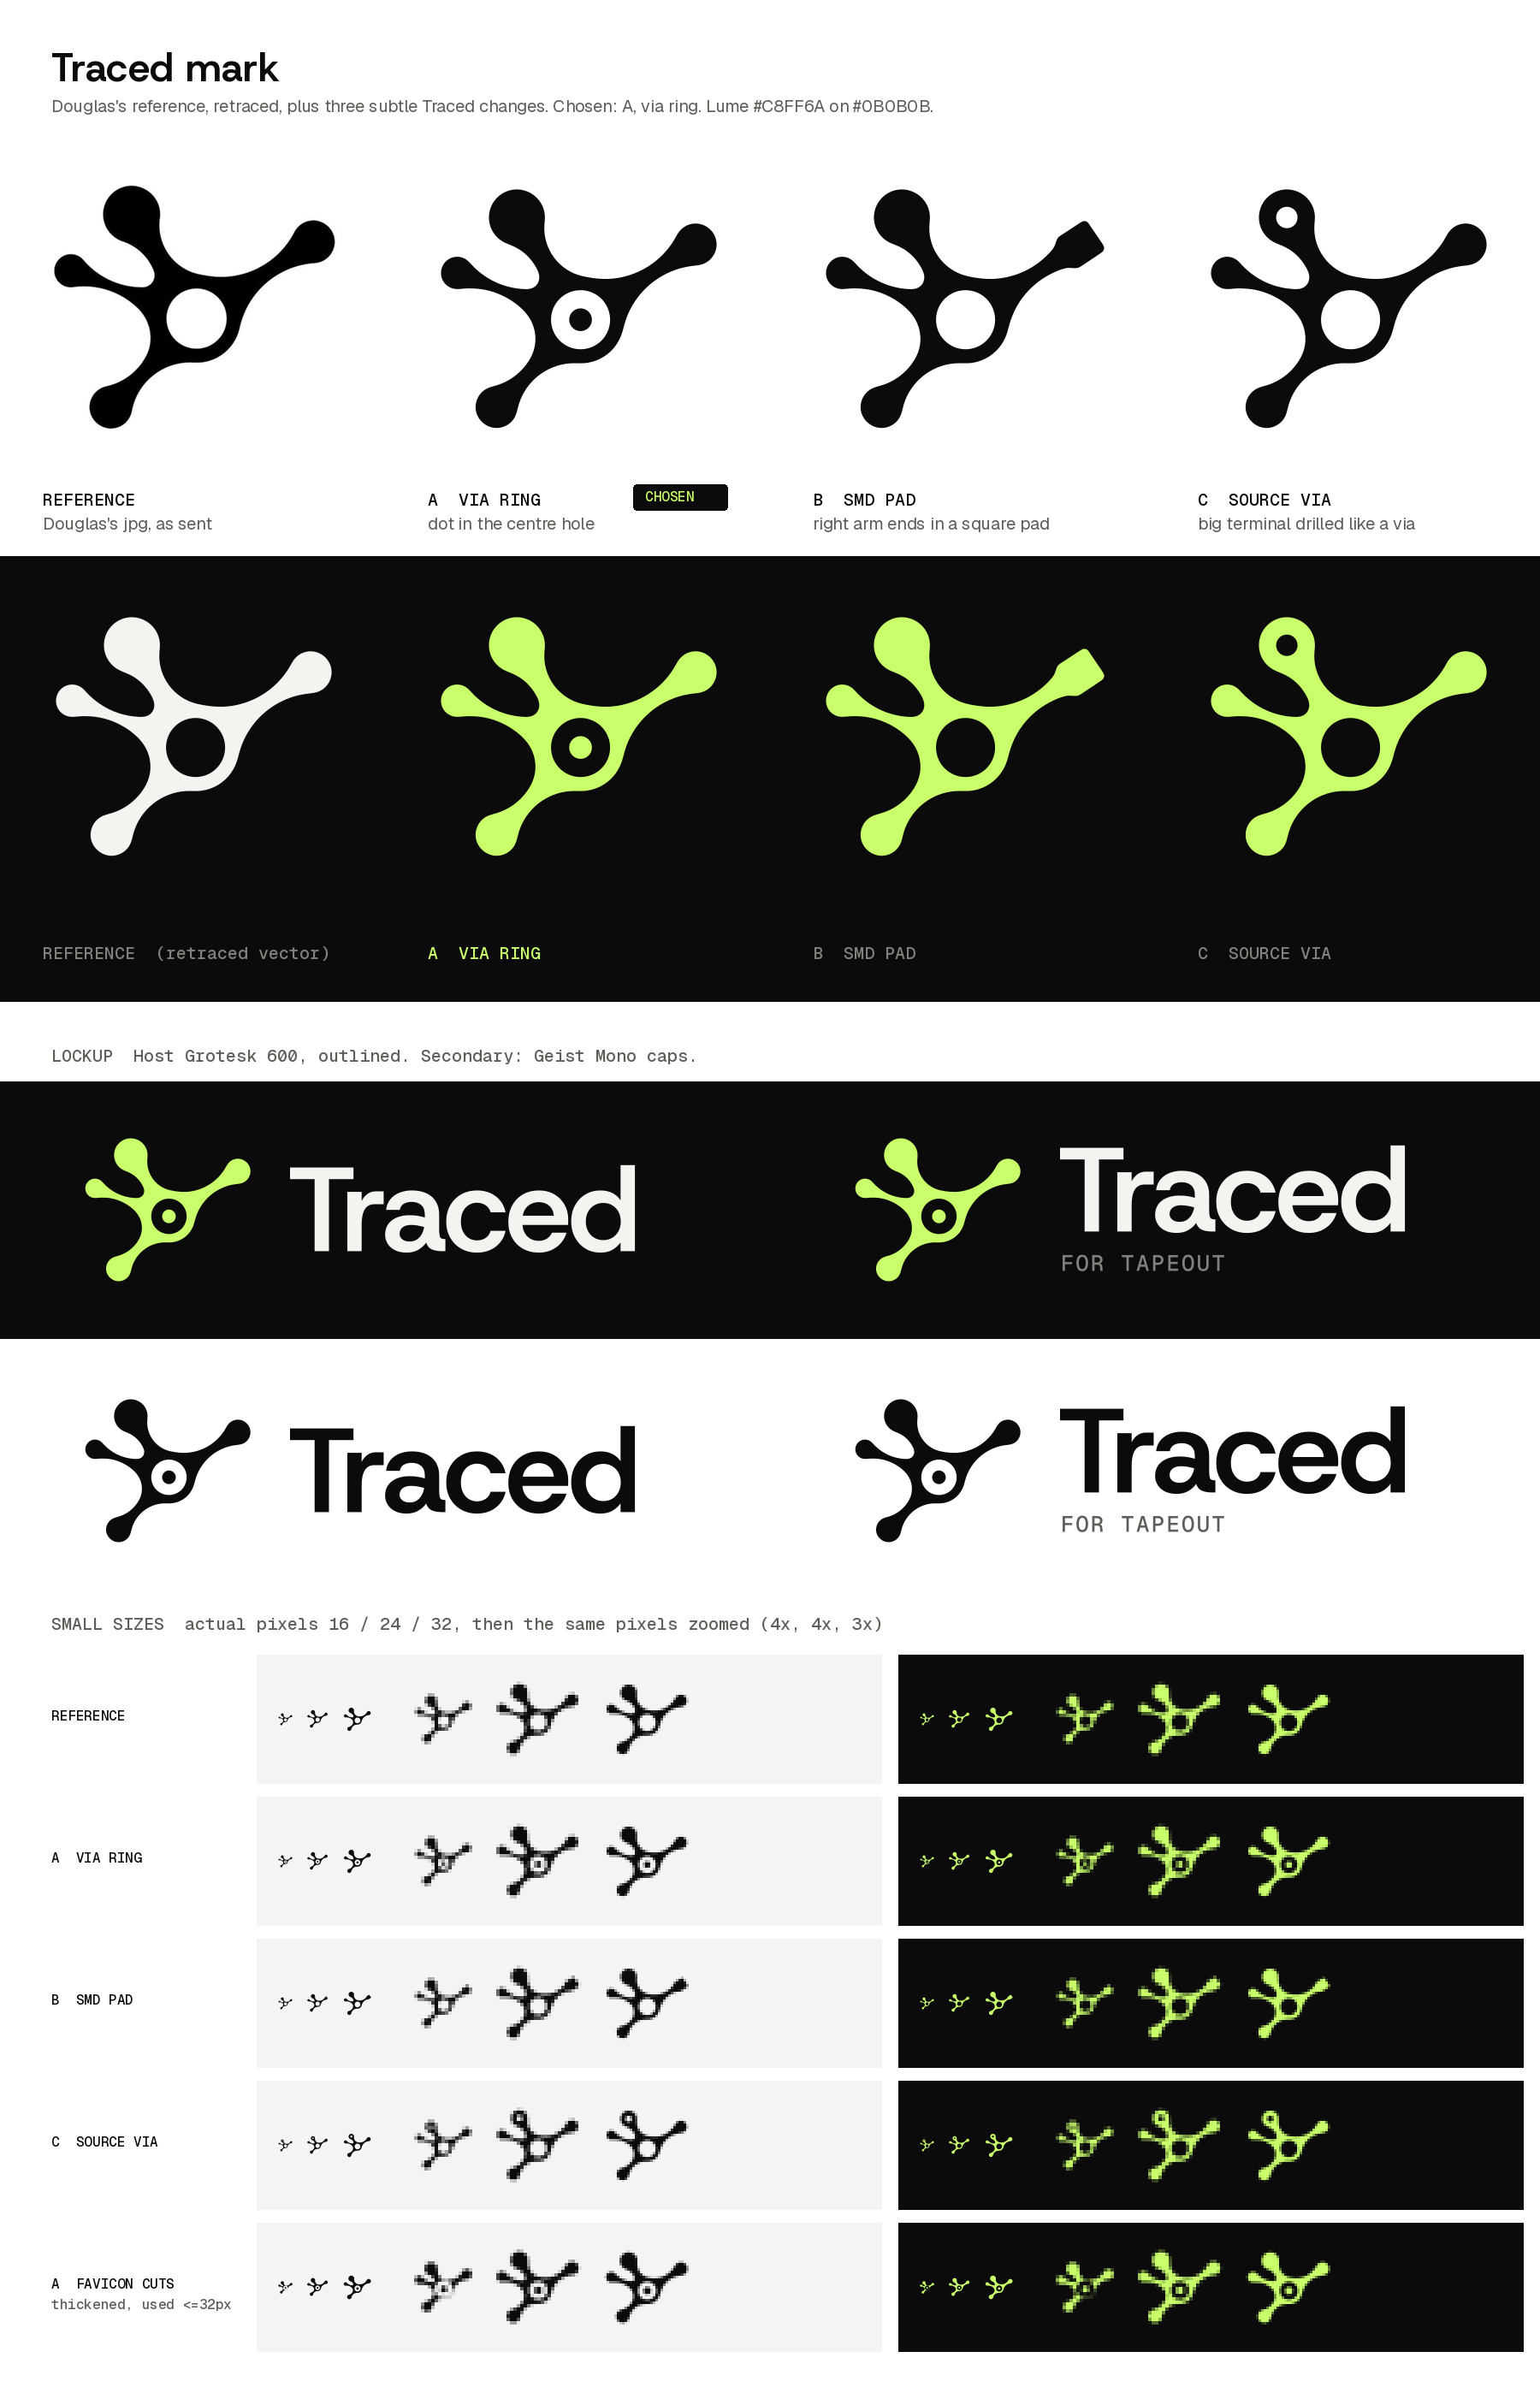 Traced mark
Douglas's reference, retraced, plus three subtle Traced changes. Chosen: A, via ring. Lume #C8FF6A on #0B0B0B.
REFERENCE
Douglas's jpg, as sent
A VIA RING
dot in the centre hole
CHOSEN
B SMD PAD
right arm ends in a square pad
C SOURCE VIA
big terminal drilled like a via
REFERENCE (retraced vector)
A VIA RING
B SMD PAD
C SOURCE VIA
LOCKUP Host Grotesk 600, outlined. Secondary: Geist Mono caps.
Traced
Traced
FOR TAPEOUT
Traced
Traced
FOR TAPEOUT
SMALL SIZES actual pixels 16 / 24 / 32, then the same pixels zoomed (4x, 4x, 3x)
REFERENCE
A VIA RING
B SMD PAD
C SOURCE VIA
A FAVICON CUTS
thickened, used <=32px